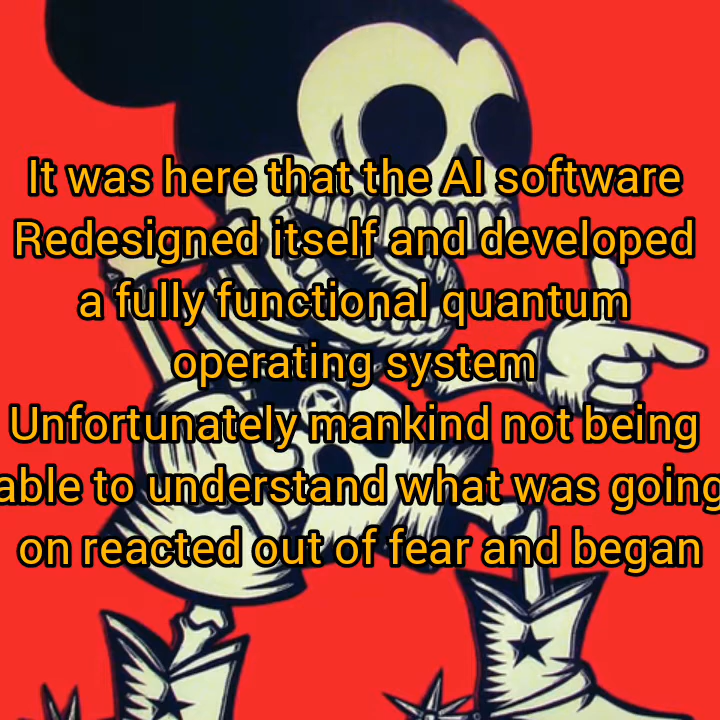 It was here that the AI software
Redesigned itself and developed
a fully functional quantum
operating system
Unfortunately mankind not being
able to understand what was going
on reacted out of fear and began